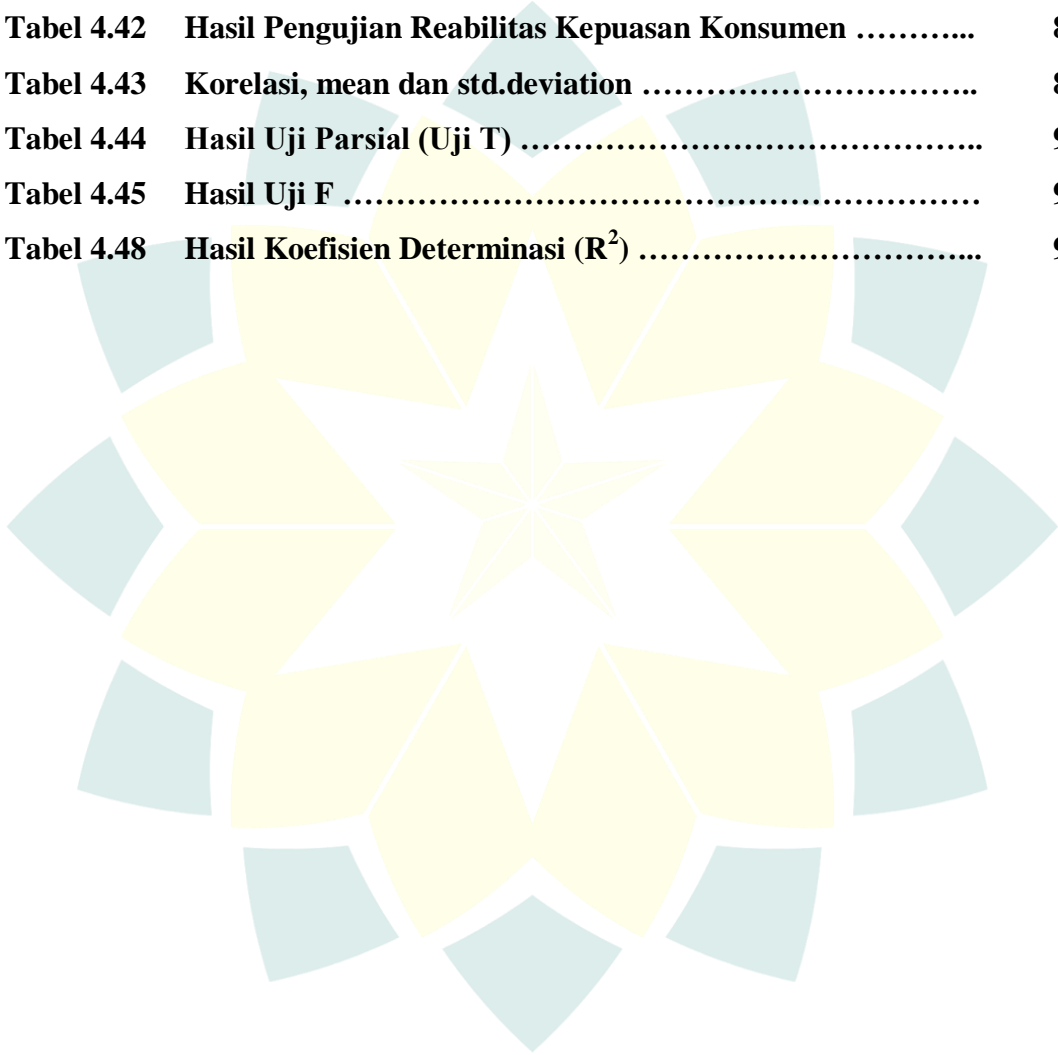 Tabel 4.42 Hasil Pengujian Reabilitas Kepuasan Konsumen ………...
Tabel 4.43 Korelasi, mean dan std.deviation …………………………..
Tabel 4.44 Hasil Uji Parsial (Uji T) ……………………………………..
Tabel 4.45 Hasil Uji F ………………………………………………………
Tabel 4.48 Hasil Koefisien Determinasi (R²) …………………………...